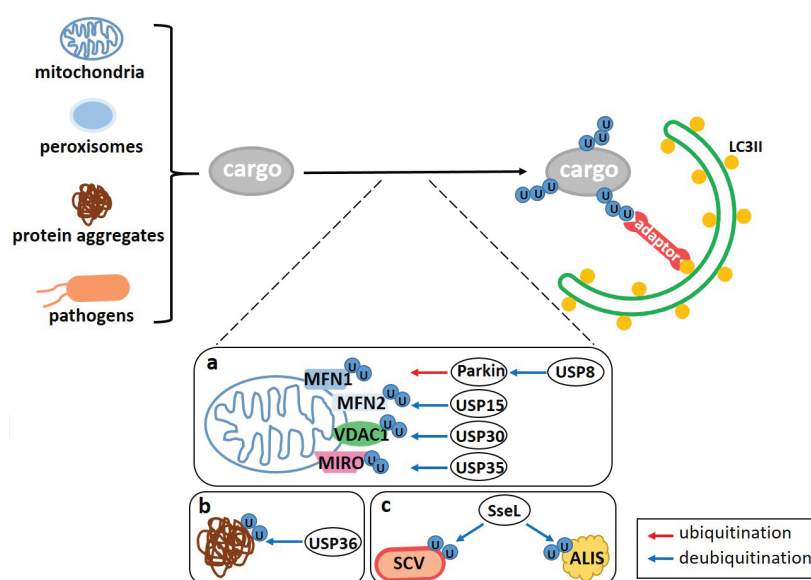 mitochondria
peroxisomes
protein aggregates
pathogens
cargo
cargo
U U U
U U U
U U U
adaptor
LC3II
a
MFN1 U U
Parkin
USP8
MFN2 U U
USP15
VDAC1 U U
USP30
MIRO U U
USP35
b
U U
USP36
c
SseL
SCV U U
U U ALIS
ubiquitination
deubiquitination